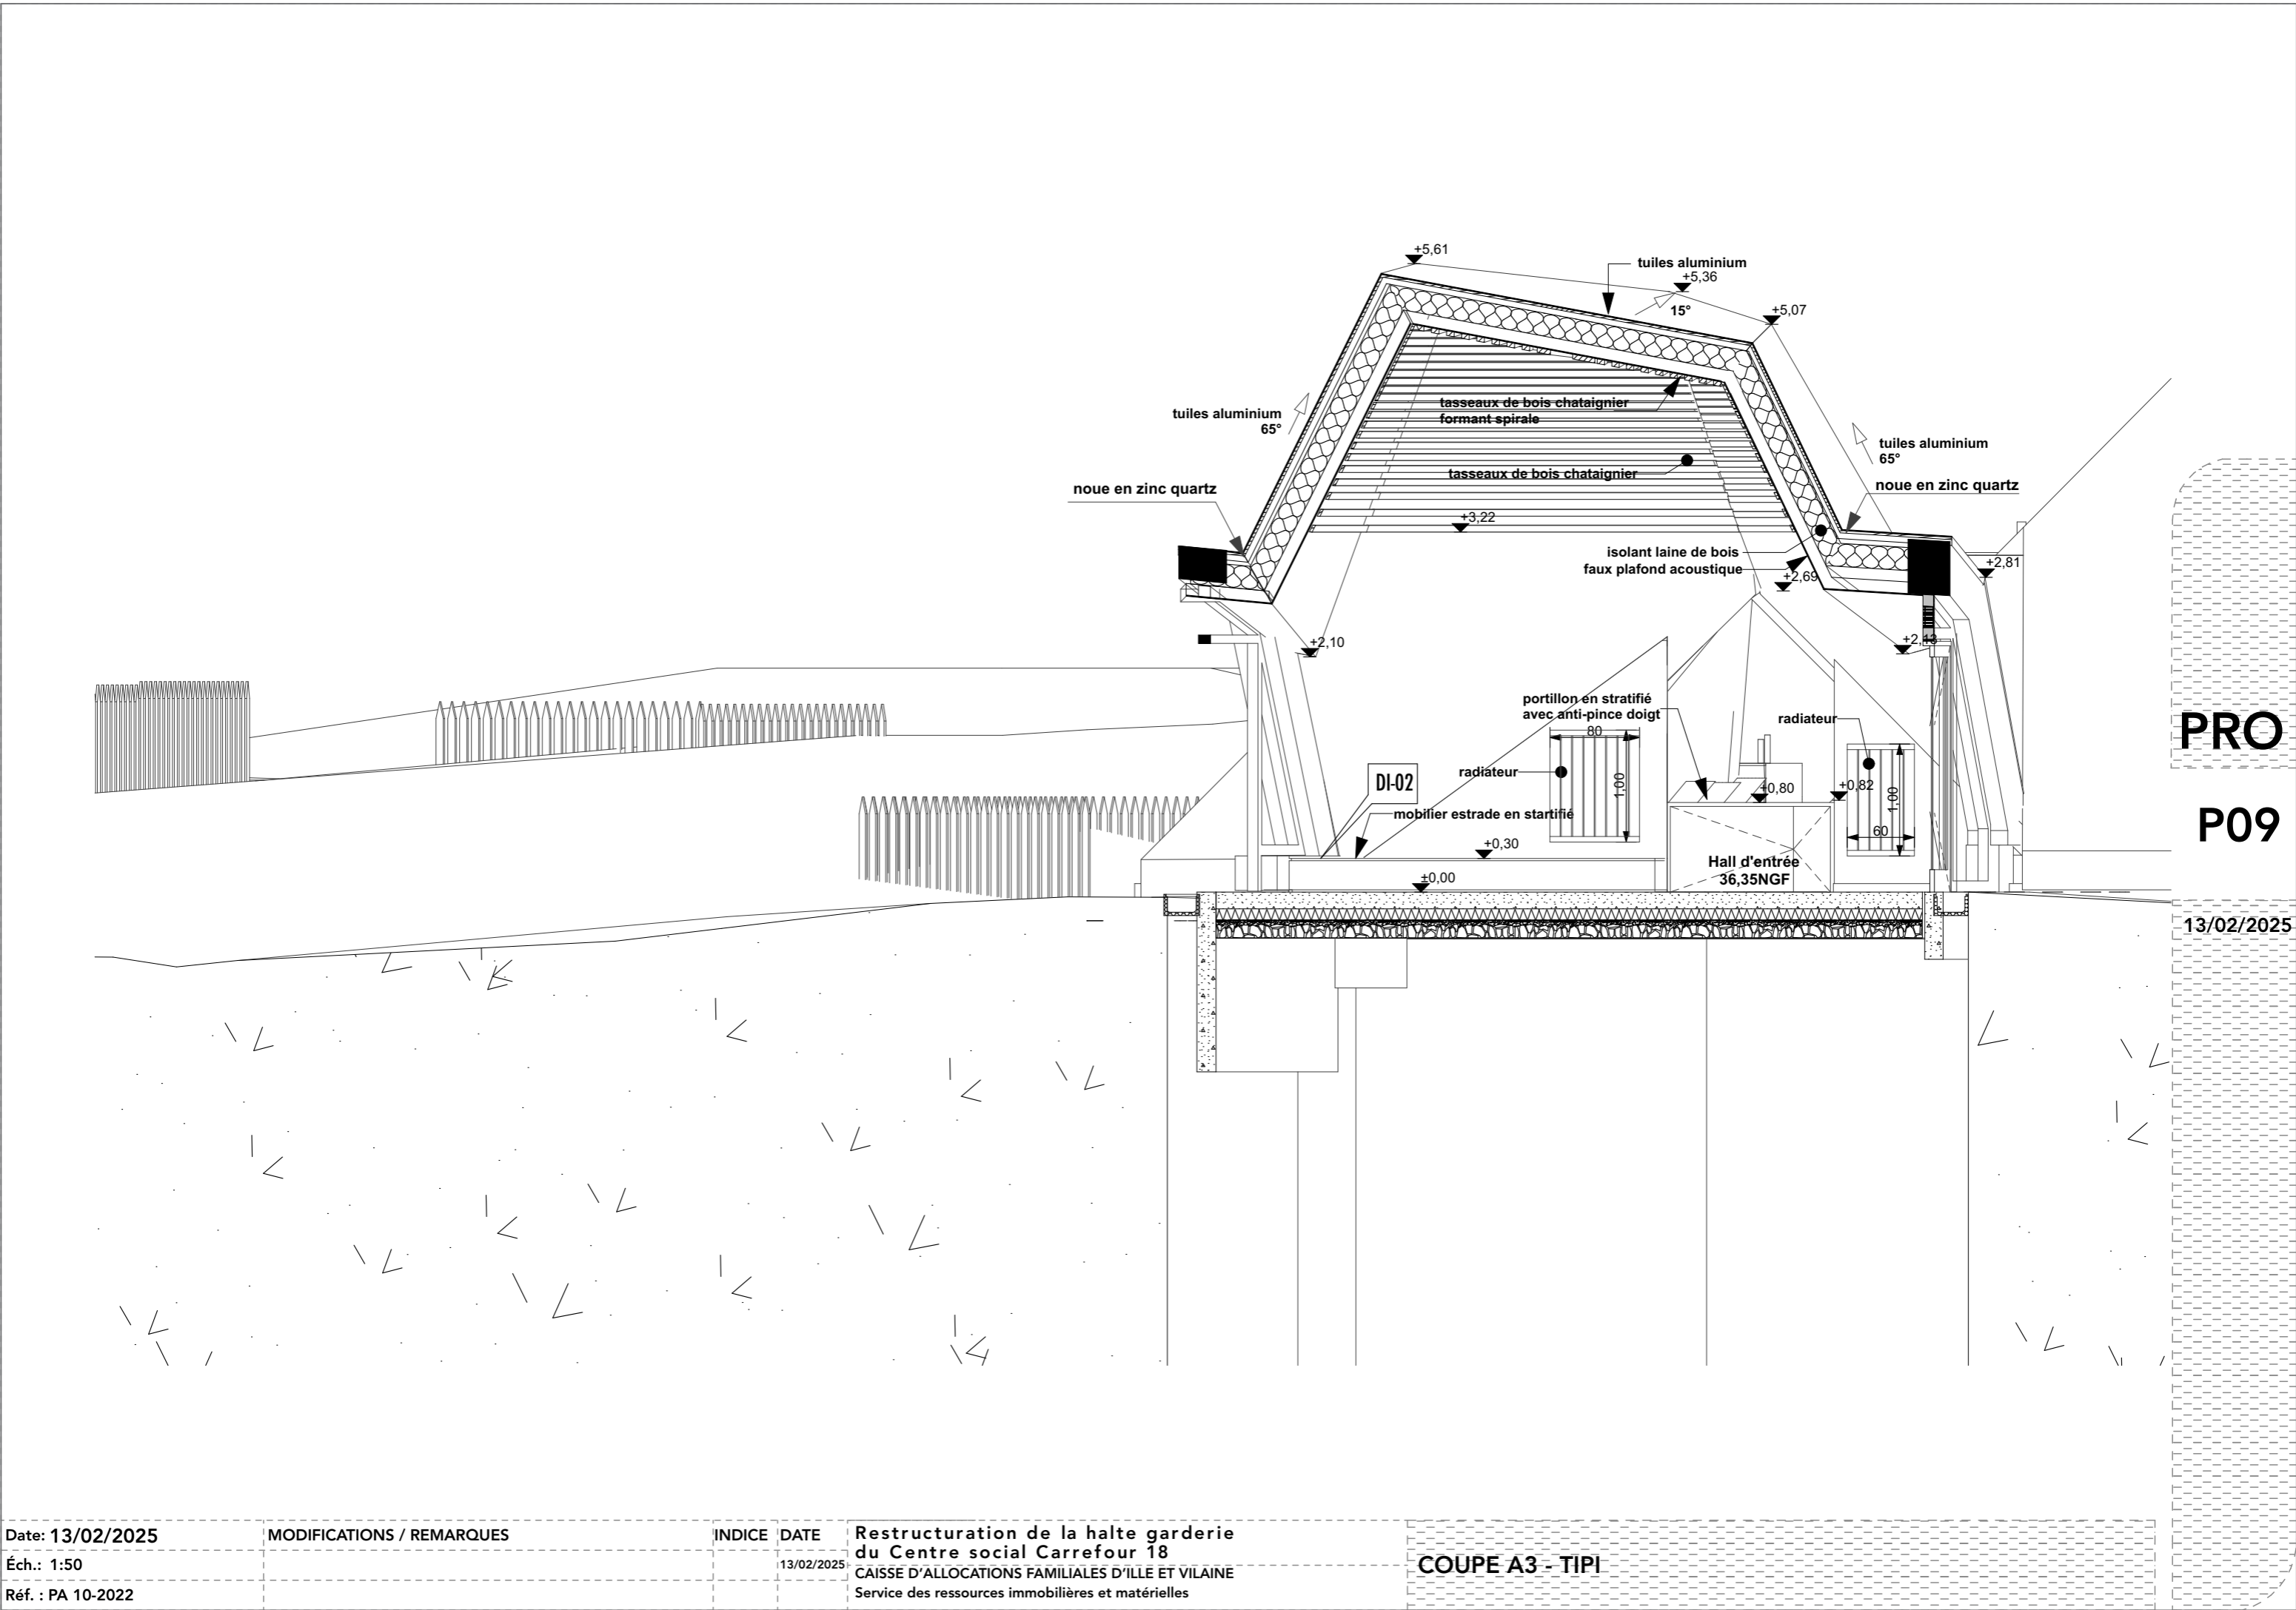 +5,61
tuiles aluminium
+5,36
15°
+5,07
tuiles aluminium
65°
tasseaux de bois chataignier
formant spirale
tuiles aluminium
65°
tasseaux de bois chataignier
noue en zinc quartz
noue en zinc quartz
+3,22
isolant laine de bois
faux plafond acoustique
+2,69
+2,81
+2,10
+2,13
portillon en stratifié
avec anti-pince doigt
radiateur
80
radiateur
1,00
DI-02
+0,80
+0,82
1,00
mobilier estrade en startifié
60
+0,30
Hall d'entrée
36,35NGF
±0,00
PRO
P09
13/02/2025
Date: 13/02/2025
Éch.: 1:50
Réf. : PA 10-2022
MODIFICATIONS / REMARQUES
INDICE
DATE
13/02/2025
Restructuration de la halte garderie
du Centre social Carrefour 18
CAISSE D'ALLOCATIONS FAMILIALES D'ILLE ET VILAINE
Service des ressources immobilières et matérielles
COUPE A3 - TIPI